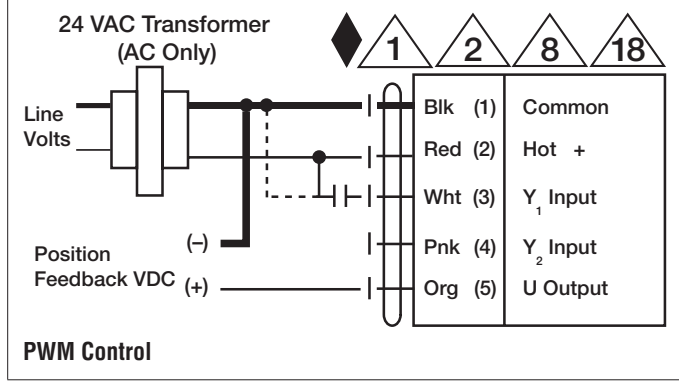 24 VAC Transformer
(AC Only)
1 2 8 18
Line
Volts
Blk (1) Common
Red (2) Hot +
Wht (3) Y1 Input
Pnk (4) Y2 Input
Org (5) U Output
Position
Feedback VDC
(–)
(+)
PWM Control